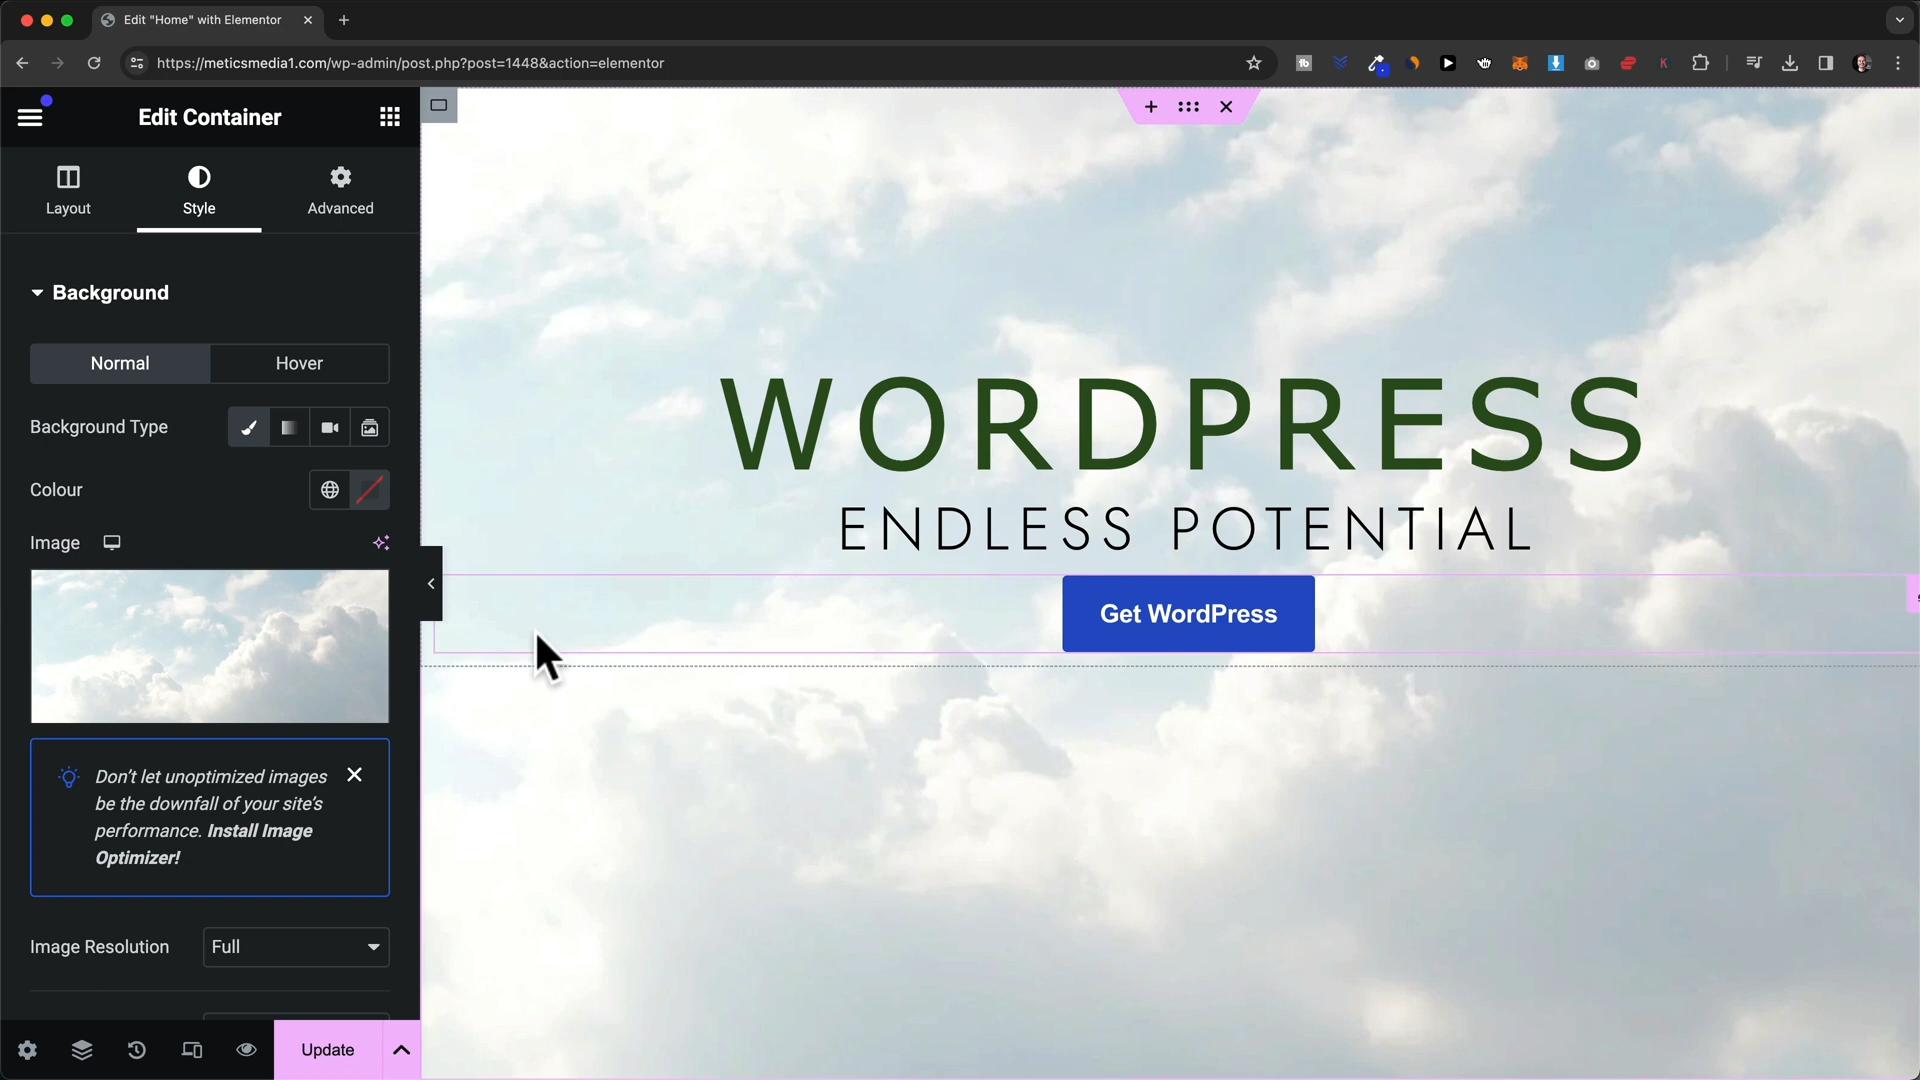 Edit "Home" with Elementor
https://meticsmedia1.com/wp-admin/post.php?post=1448&action=elementor
Edit Container
Layout
Style
Advanced
Background
Normal
Hover
Background Type
Colour
Image
Don't let unoptimized images
be the downfall of your site's
performance. Install Image
Optimizer!
Image Resolution
Full
Update
WORDPRESS
ENDLESS POTENTIAL
Get WordPress